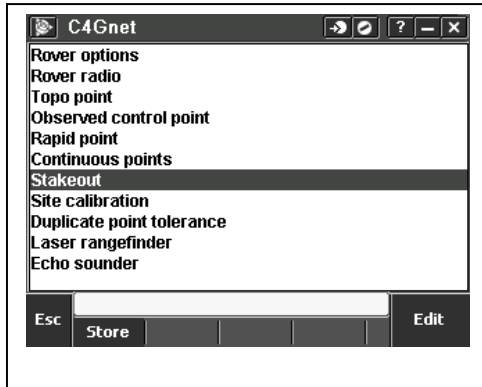 C4Gnet ? – ×
Rover options
Rover radio
Topo point
Observed control point
Rapid point
Continuous points
Stakeout
Site calibration
Duplicate point tolerance
Laser rangefinder
Echo sounder
Esc Edit
Store